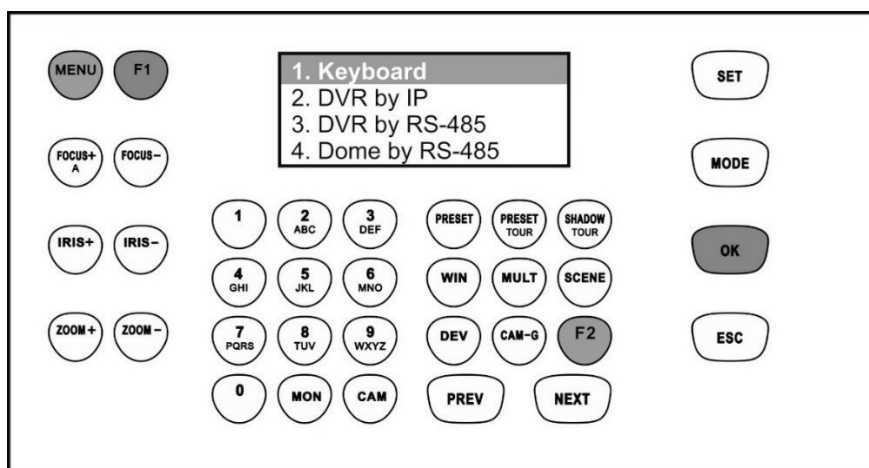 MENU
F1
1. Keyboard
2. DVR by IP
3. DVR by RS-485
4. Dome by RS-485
SET
FOCUS+
A
FOCUS-
MODE
1
2
ABC
3
DEF
PRESET
PRESET
TOUR
SHADOW
TOUR
IRIS+
IRIS-
OK
4
GHI
5
JKL
6
MNO
WIN
MULT
SCENE
ZOOM+
ZOOM-
7
PQRS
8
TUV
9
WXYZ
DEV
CAM-G
F2
ESC
0
MON
CAM
PREV
NEXT